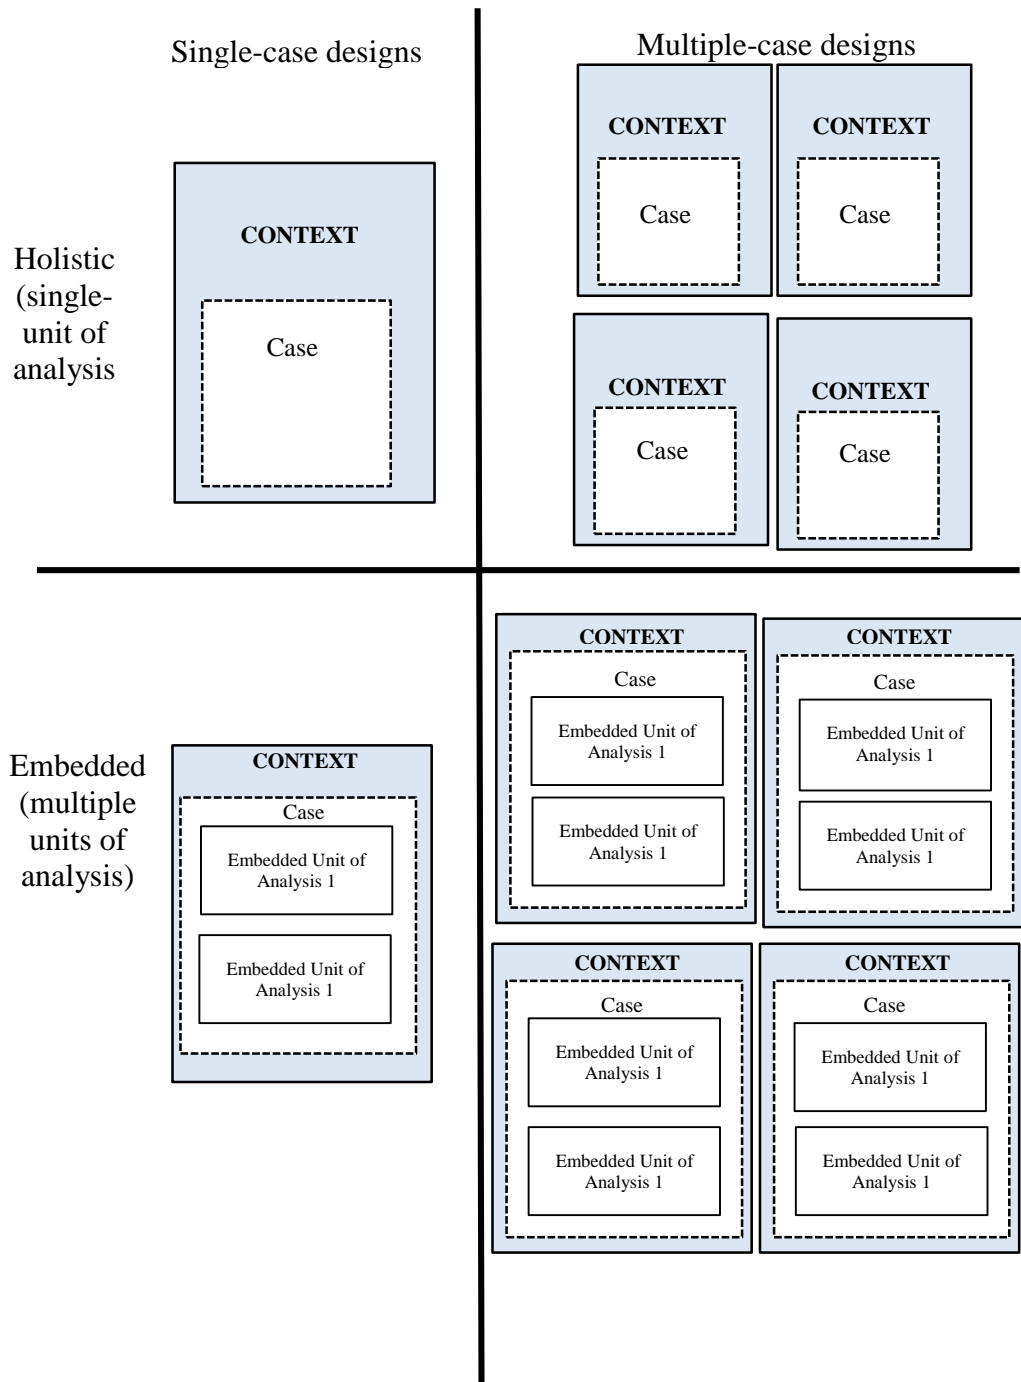 Single-case designs
Multiple-case designs
Holistic
(single-
unit of
analysis
CONTEXT
Case
CONTEXT
Case
CONTEXT
Case
CONTEXT
Case
CONTEXT
Case
Embedded
(multiple
units of
analysis)
CONTEXT
Case
Embedded Unit of
Analysis 1
Embedded Unit of
Analysis 1
CONTEXT
Case
Embedded Unit of
Analysis 1
Embedded Unit of
Analysis 1
CONTEXT
Case
Embedded Unit of
Analysis 1
Embedded Unit of
Analysis 1
CONTEXT
Case
Embedded Unit of
Analysis 1
Embedded Unit of
Analysis 1
CONTEXT
Case
Embedded Unit of
Analysis 1
Embedded Unit of
Analysis 1